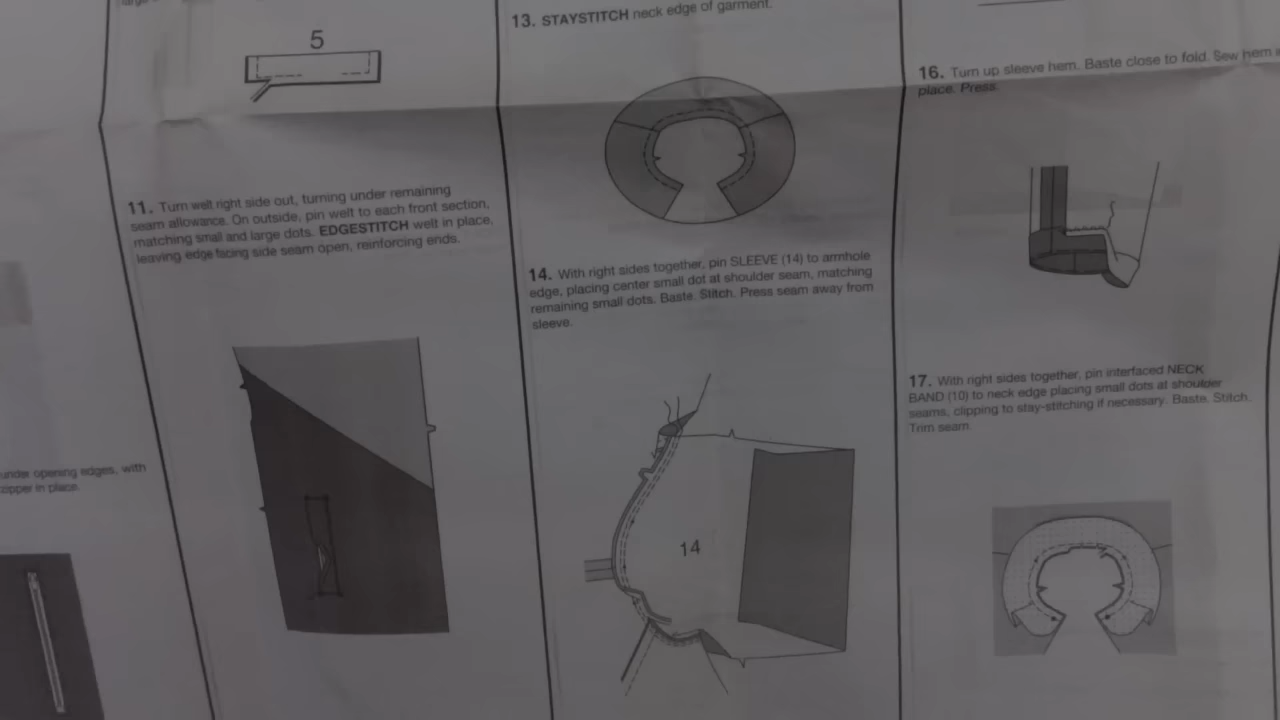 under opening edges, with
zipper in place.
5
11. Turn welt right side out, turning under remaining
seam allowance. On outside, pin welt to each front section,
matching small and large dots. EDGESTITCH welt in place,
leaving edge facing side seam open, reinforcing ends.
13. STAYSTITCH neck edge of garment.
14. With right sides together, pin SLEEVE (14) to armhole
edge, placing center small dot at shoulder seam, matching
remaining small dots. Baste. Stitch. Press seam away from
sleeve.
14
16. Turn up sleeve hem. Baste close to fold. Sew hem
place. Press.
17. With right sides together, pin interfaced NECK
BAND (10) to neck edge placing small dots at shoulder
seams, clipping to stay-stitching if necessary. Baste. Stitch.
Trim seam.